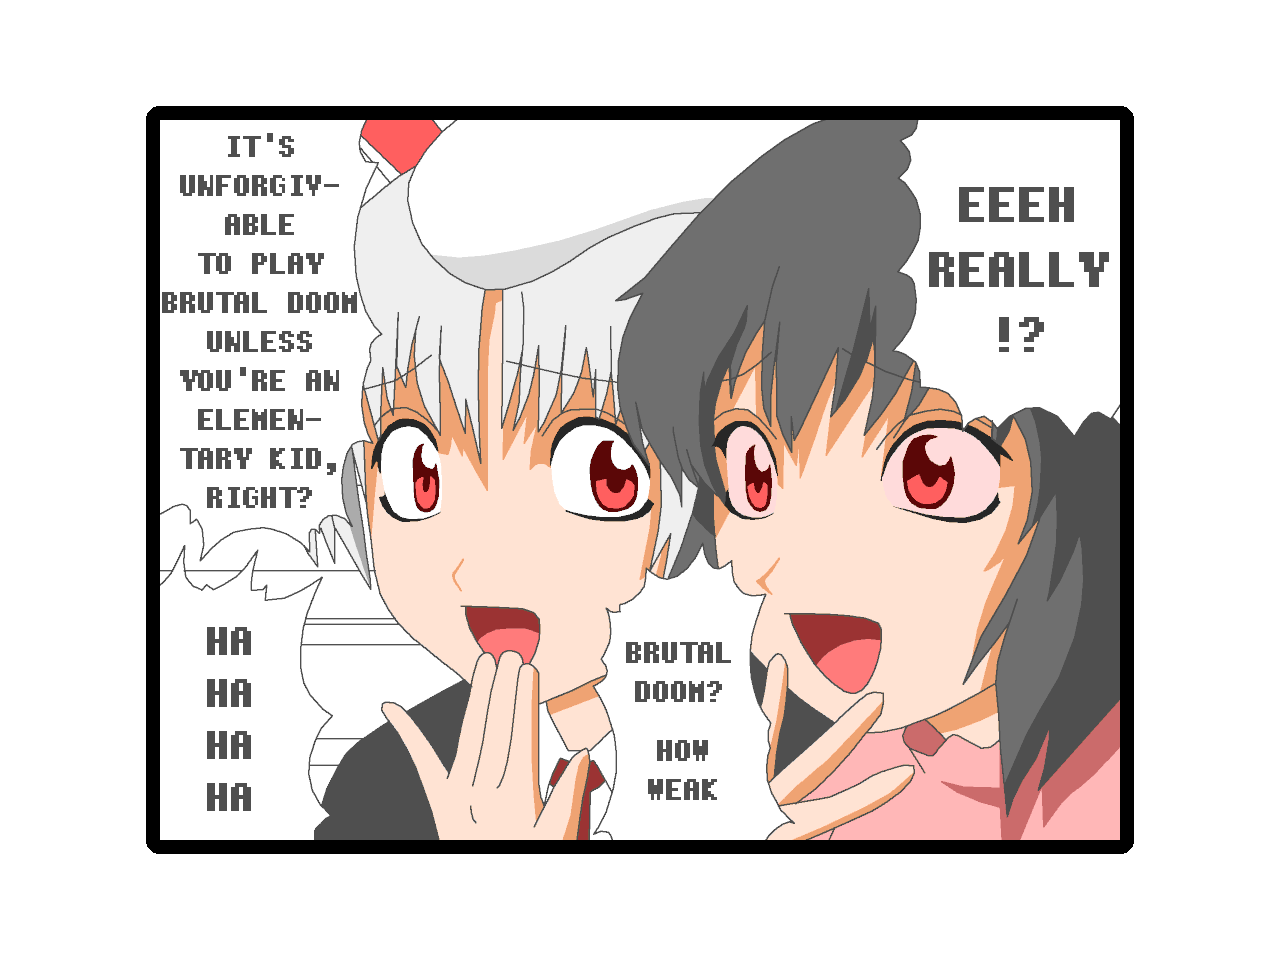 IT'S
UNFORGIV-
ABLE
TO PLAY
BRUTAL DOOM
UNLESS
YOU'RE AN
ELEMEN-
TARY KID,
RIGHT?
EEEH
REALLY
!?
HA
HA
HA
HA
BRUTAL
DOOM?
HOW
WEAK